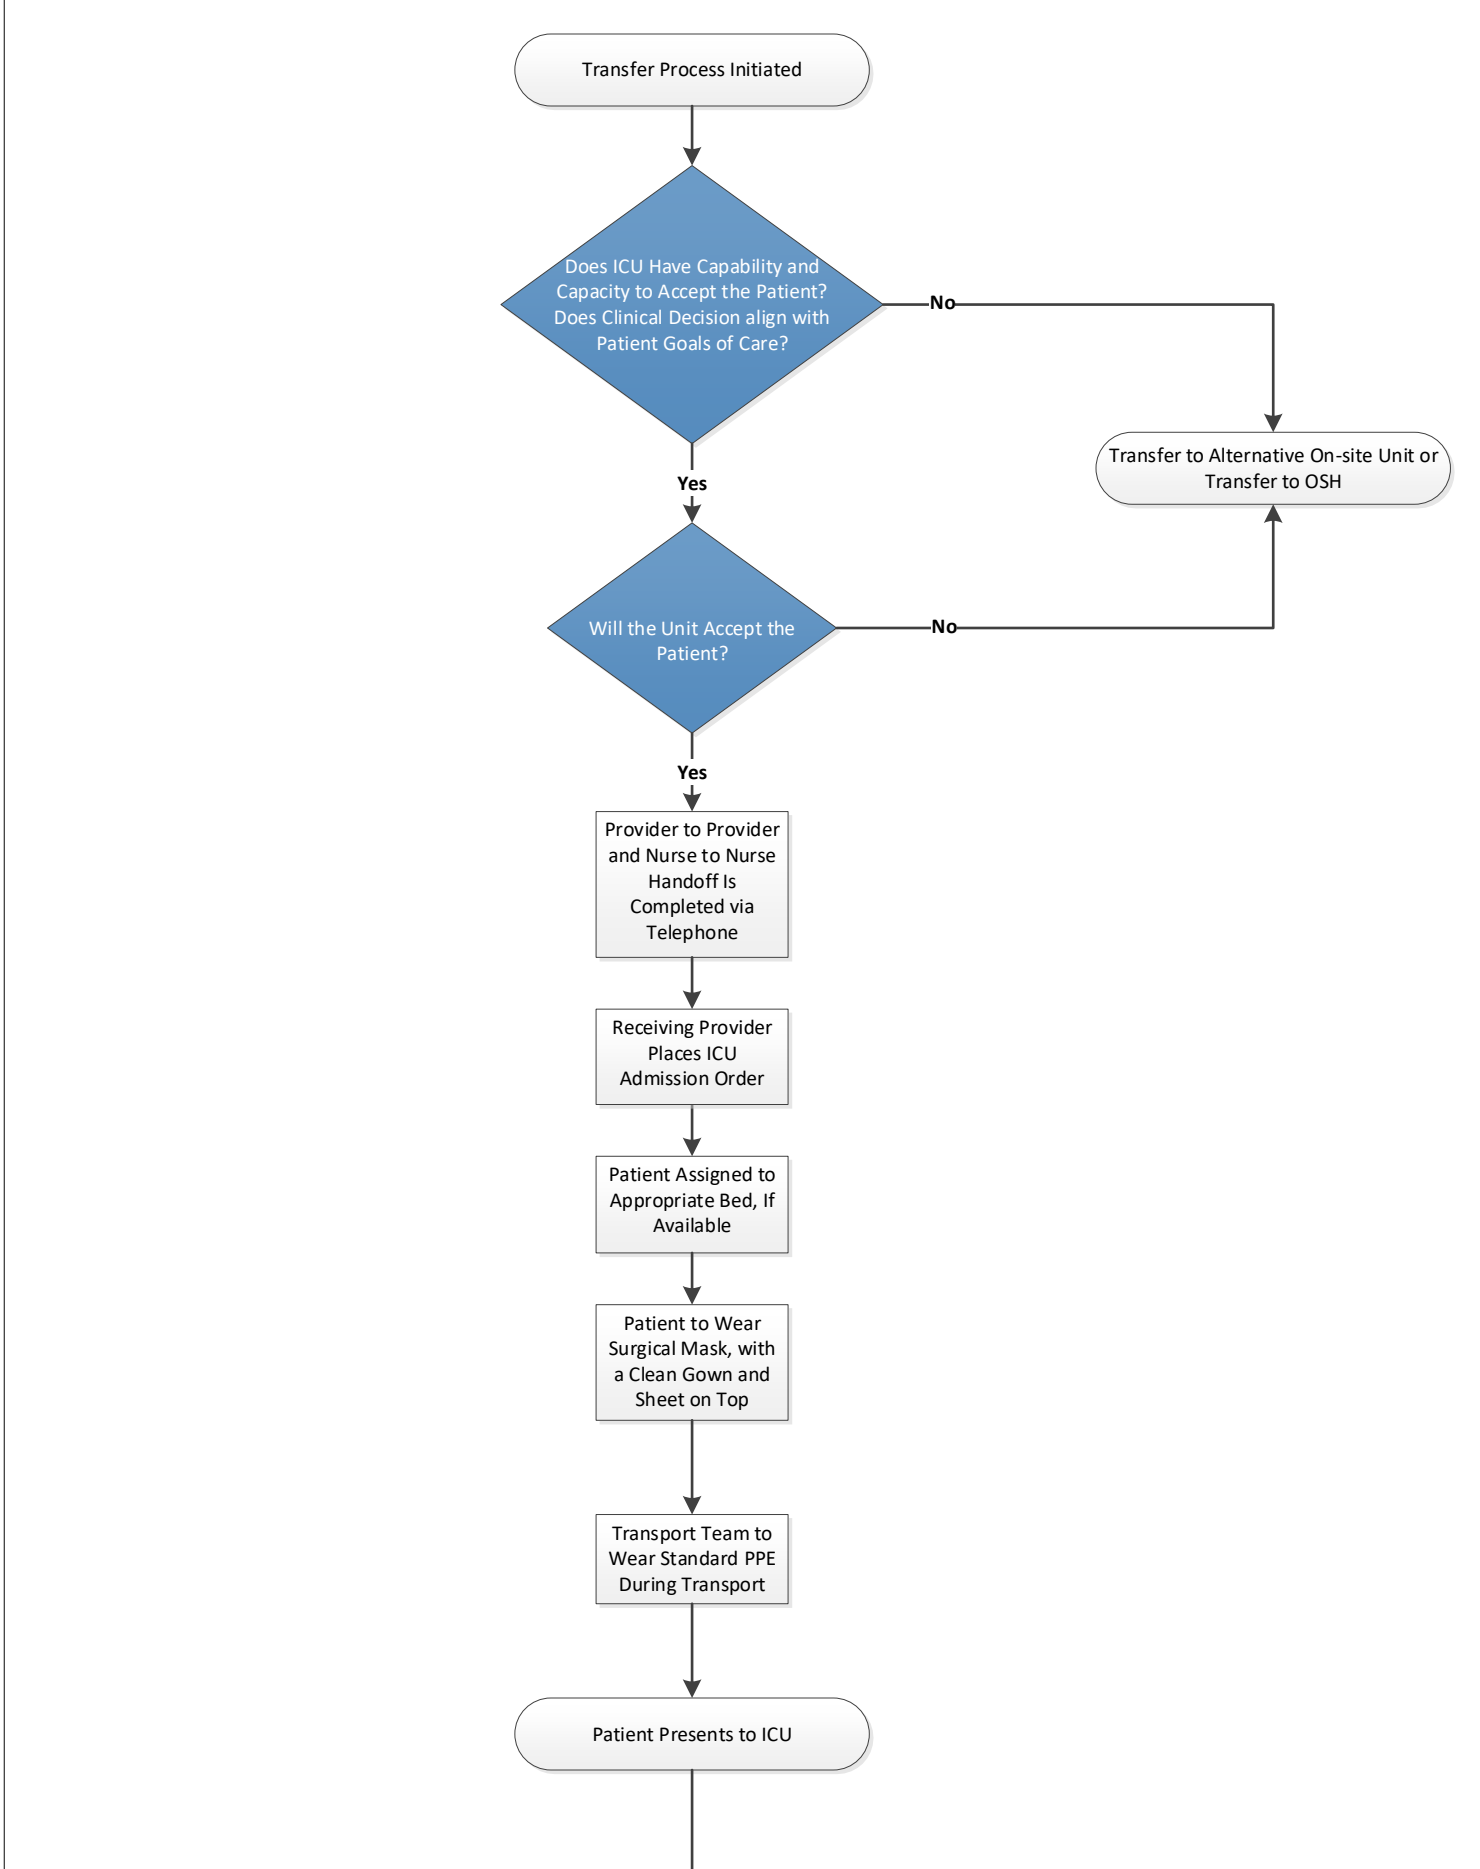 Transfer Process Initiated
Does ICU Have Capability and
Capacity to Accept the Patient?
Does Clinical Decision align with
Patient Goals of Care?
No
Transfer to Alternative On-site Unit or
Transfer to OSH
Yes
Will the Unit Accept the
Patient?
No
Yes
Provider to Provider
and Nurse to Nurse
Handoff Is
Completed via
Telephone
Receiving Provider
Places ICU
Admission Order
Patient Assigned to
Appropriate Bed, If
Available
Patient to Wear
Surgical Mask, with
a Clean Gown and
Sheet on Top
Transport Team to
Wear Standard PPE
During Transport
Patient Presents to ICU